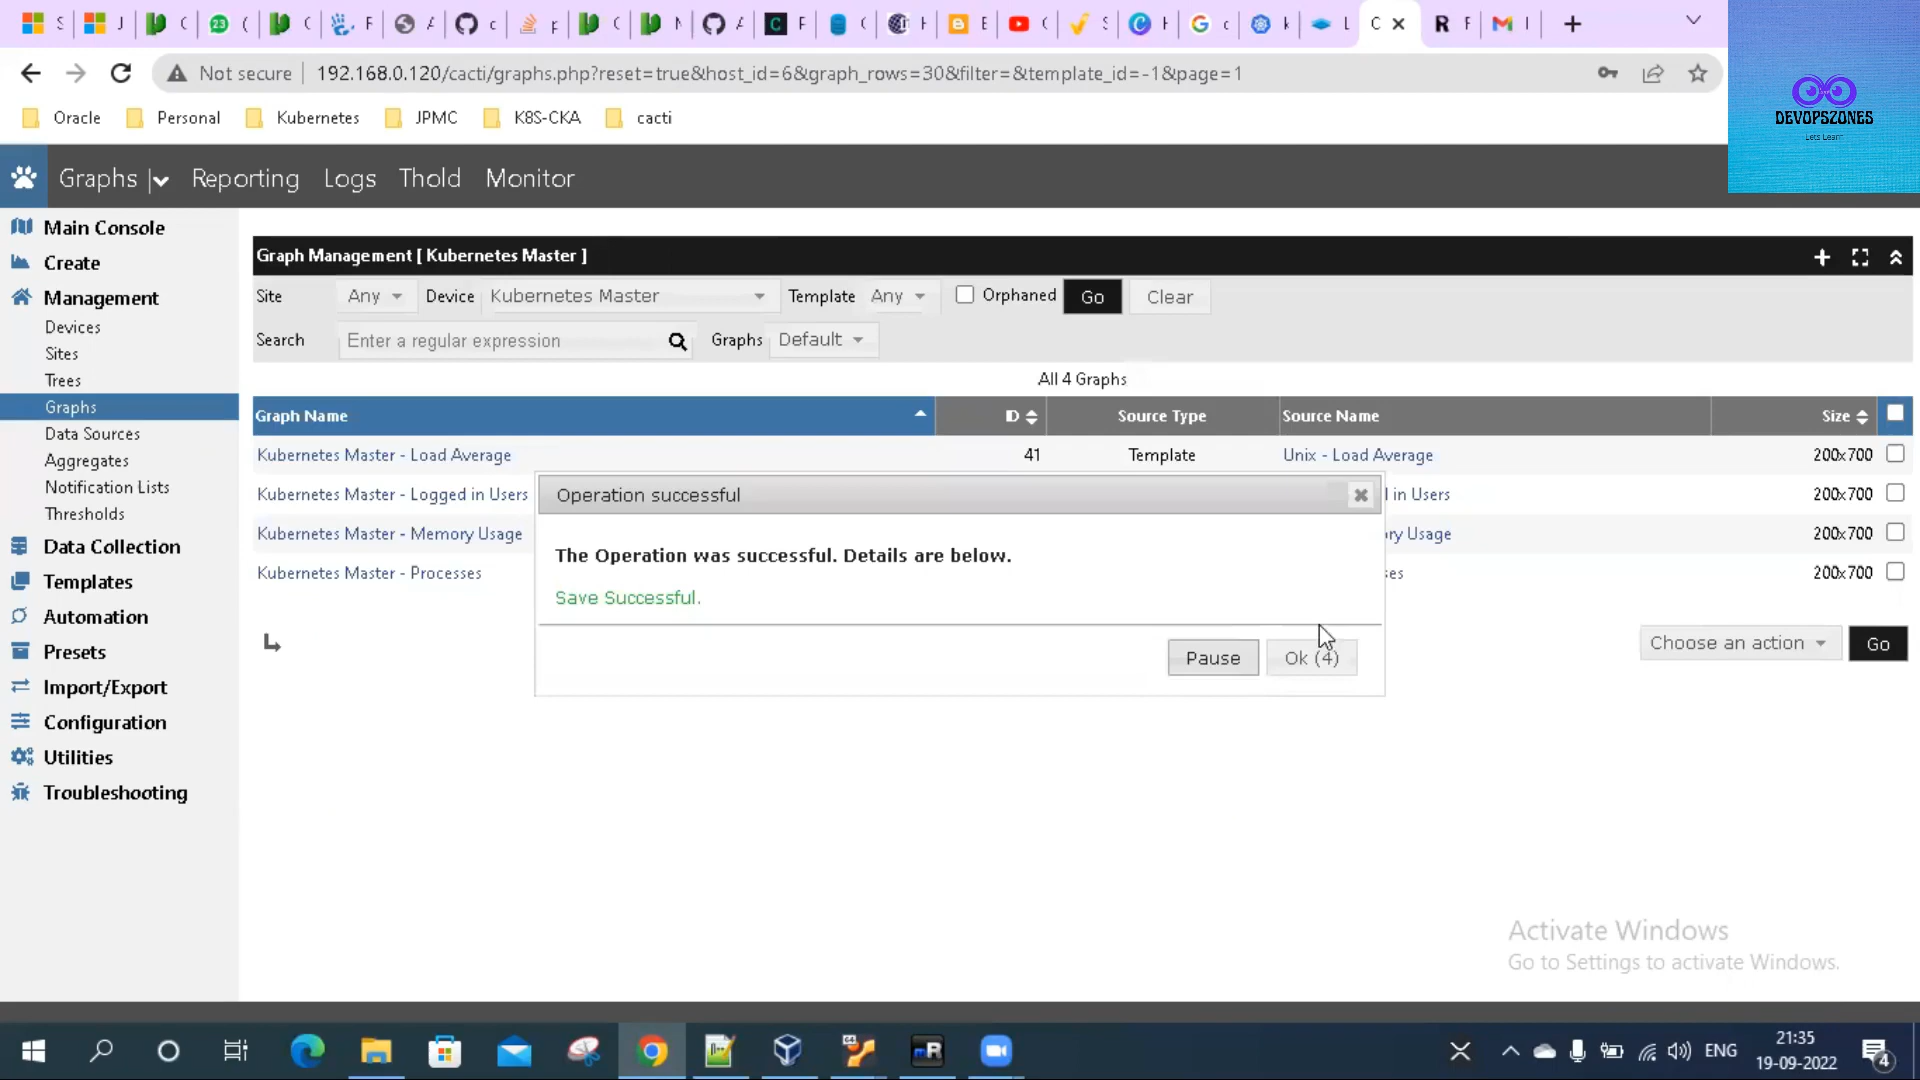 Not secure
192.168.0.120/cacti/graphs.php?reset=true&host_id=6&graph_rows=30&filter=&template_id=-1&page=1
Oracle
Personal
Kubernetes
JPMC
K8S-CKA
cacti
DEVOPSZONES
Lets Learn
Graphs
Reporting
Logs
Thold
Monitor
Main Console
Create
Management
Devices
Sites
Trees
Graphs
Data Sources
Aggregates
Notification Lists
Thresholds
Data Collection
Templates
Automation
Presets
Import/Export
Configuration
Utilities
Troubleshooting
Graph Management [ Kubernetes Master ]
Site Any Device Kubernetes Master Template Any Orphaned Go Clear
Search Enter a regular expression Graphs Default
All 4 Graphs
Graph Name ID Source Type Source Name Size
Kubernetes Master - Load Average 41 Template Unix - Load Average 200x700
Kubernetes Master - Logged in Users in Users 200x700
Kubernetes Master - Memory Usage Usage 200x700
Kubernetes Master - Processes 200x700
Operation successful
The Operation was successful. Details are below.
Save Successful.
Pause
Ok (4)
Choose an action
Go
Activate Windows
Go to Settings to activate Windows.
ENG
21:35
19-09-2022
4